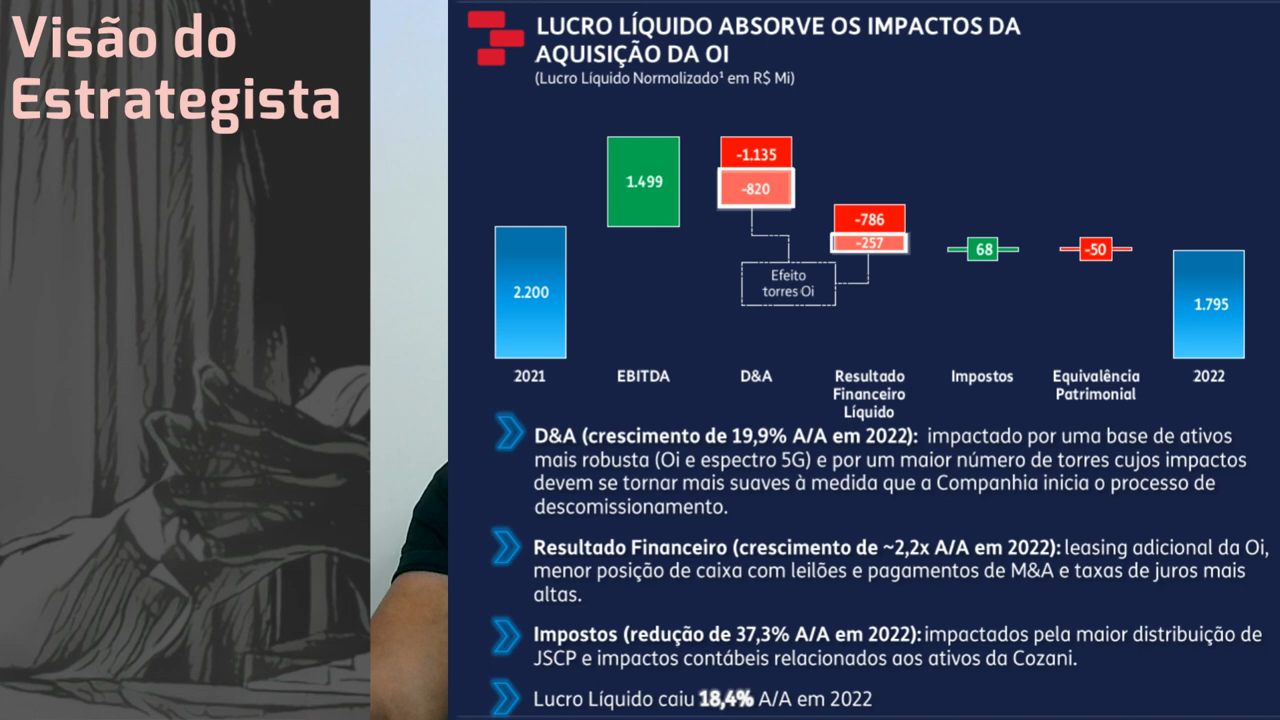 Visão do
Estrategista
LUCRO LÍQUIDO ABSORVE OS IMPACTOS DA
AQUISIÇÃO DA OI
(Lucro Líquido Normalizado¹ em R$ Mi)
2.200
1.499
-1.135
-820
-786
-257
Efeito
torres Oi
68
-50
1.795
2021
EBITDA
D&A
Resultado
Financeiro
Líquido
Impostos
Equivalência
Patrimonial
2022
D&A (crescimento de 19,9% A/A em 2022): impactado por uma base de ativos
mais robusta (Oi e espectro 5G) e por um maior número de torres cujos impactos
devem se tornar mais suaves à medida que a Companhia inicia o processo de
descomissionamento.
Resultado Financeiro (crescimento de ~2,2x A/A em 2022): leasing adicional da Oi,
menor posição de caixa com leilões e pagamentos de M&A e taxas de juros mais
altas.
Impostos (redução de 37,3% A/A em 2022): impactados pela maior distribuição de
JSCP e impactos contábeis relacionados aos ativos da Cozani.
Lucro Líquido caiu 18,4% A/A em 2022